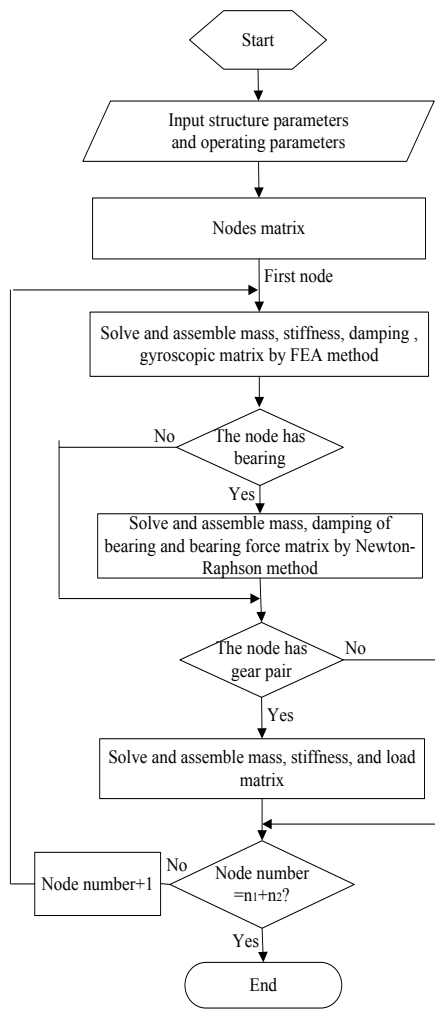 Start
Input structure parameters
and operating parameters
Nodes matrix
First node
Solve and assemble mass, stiffness, damping ,
gyroscopic matrix by FEA method
No
The node has
bearing
Yes
Solve and assemble mass, damping of
bearing and bearing force matrix by Newton-
Raphson method
The node has
gear pair
No
Yes
Solve and assemble mass, stiffness, and load
matrix
Node number+1
No
Node number
=n₁+n₂?
Yes
End